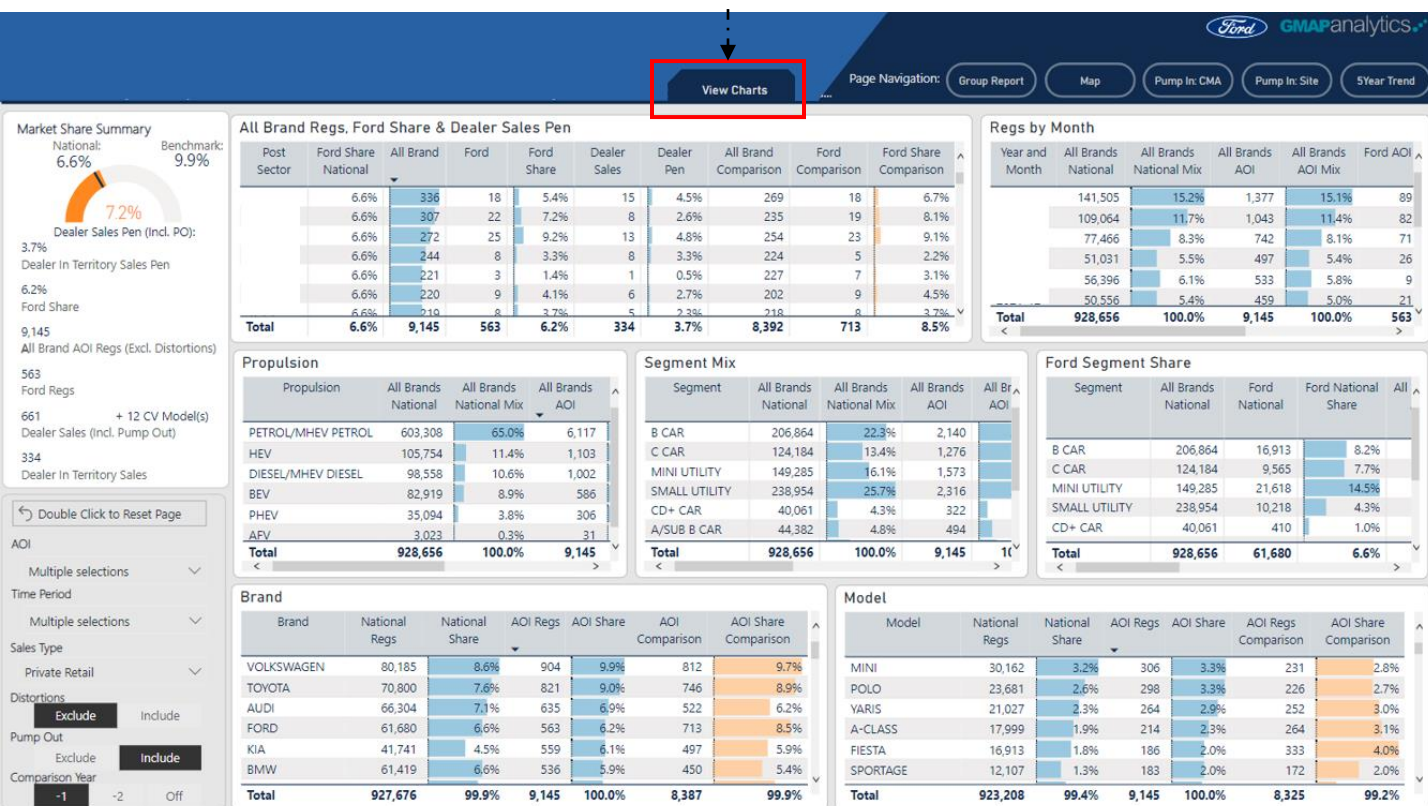 Ford GMAPanalytics
View Charts
Page Navigation: Group Report Map Pump In: CMA Pump In: Site 5Year Trend
Market Share Summary
National: Benchmark:
6.6% 9.9%
7.2%
Dealer Sales Pen (Incl. PO):
3.7%
Dealer In Territory Sales Pen
6.2%
Ford Share
9,145
All Brand AOI Regs (Excl. Distortions)
563
Ford Regs
661 + 12 CV Model(s)
Dealer Sales (Incl. Pump Out)
334
Dealer In Territory Sales
Double Click to Reset Page
AOI
Multiple selections
Time Period
Multiple selections
Sales Type
Private Retail
Distortions
Exclude Include
Pump Out
Exclude Include
Comparison Year
-1 -2 Off
All Brand Regs, Ford Share & Dealer Sales Pen
Post Sector Ford Share National All Brand Ford Ford Share Dealer Sales Dealer Pen All Brand Comparison Ford Comparison Ford Share Comparison
6.6% 336 18 5.4% 15 4.5% 269 18 6.7%
6.6% 307 22 7.2% 8 2.6% 235 19 8.1%
6.6% 272 25 9.2% 13 4.8% 254 23 9.1%
6.6% 244 8 3.3% 8 3.3% 224 5 2.2%
6.6% 221 3 1.4% 1 0.5% 227 7 3.1%
6.6% 220 9 4.1% 6 2.7% 202 9 4.5%
6.6% 219 8 3.7% 5 2.3% 218 8 3.7%
Total 6.6% 9,145 563 6.2% 334 3.7% 8,392 713 8.5%
Regs by Month
Year and Month All Brands National All Brands National Mix All Brands AOI All Brands AOI Mix Ford AOI
141,505 15.2% 1,377 15.1% 89
109,064 11.7% 1,043 11.4% 82
77,466 8.3% 742 8.1% 71
51,031 5.5% 497 5.4% 26
56,396 6.1% 533 5.8% 9
50,556 5.4% 459 5.0% 21
Total 928,656 100.0% 9,145 100.0% 563
Propulsion
Propulsion All Brands National All Brands National Mix All Brands AOI
PETROL/MHEV PETROL 603,308 65.0% 6,117
HEV 105,754 11.4% 1,103
DIESEL/MHEV DIESEL 98,558 10.6% 1,002
BEV 82,919 8.9% 586
PHEV 35,094 3.8% 306
AFV 3,023 0.3% 31
Total 928,656 100.0% 9,145
Segment Mix
Segment All Brands National All Brands National Mix All Brands AOI All Br AOI
B CAR 206,864 22.3% 2,140
C CAR 124,184 13.4% 1,276
MINI UTILITY 149,285 16.1% 1,573
SMALL UTILITY 238,954 25.7% 2,316
CD+ CAR 40,061 4.3% 322
A/SUB B CAR 44,382 4.8% 494
Total 928,656 100.0% 9,145
Ford Segment Share
Segment All Brands National Ford National Ford National Share All
B CAR 206,864 16,913 8.2%
C CAR 124,184 9,565 7.7%
MINI UTILITY 149,285 21,618 14.5%
SMALL UTILITY 238,954 10,218 4.3%
CD+ CAR 40,061 410 1.0%
Total 928,656 61,680 6.6%
Brand
Brand National Regs National Share AOI Regs AOI Share AOI Comparison AOI Share Comparison
VOLKSWAGEN 80,185 8.6% 904 9.9% 812 9.7%
TOYOTA 70,800 7.6% 821 9.0% 746 8.9%
AUDI 66,304 7.1% 635 6.9% 522 6.2%
FORD 61,680 6.6% 563 6.2% 713 8.5%
KIA 41,741 4.5% 559 6.1% 497 5.9%
BMW 61,419 6.6% 536 5.9% 450 5.4%
Total 927,676 99.9% 9,145 100.0% 8,387 99.9%
Model
Model National Regs National Share AOI Regs AOI Share AOI Regs Comparison AOI Share Comparison
MINI 30,162 3.2% 306 3.3% 231 2.8%
POLO 23,681 2.6% 298 3.3% 226 2.7%
YARIS 21,027 2.3% 264 2.9% 252 3.0%
A-CLASS 17,999 1.9% 214 2.3% 264 3.1%
FIESTA 16,913 1.8% 186 2.0% 333 4.0%
SPORTAGE 12,107 1.3% 183 2.0% 172 2.0%
Total 923,208 99.4% 9,145 100.0% 8,325 99.2%